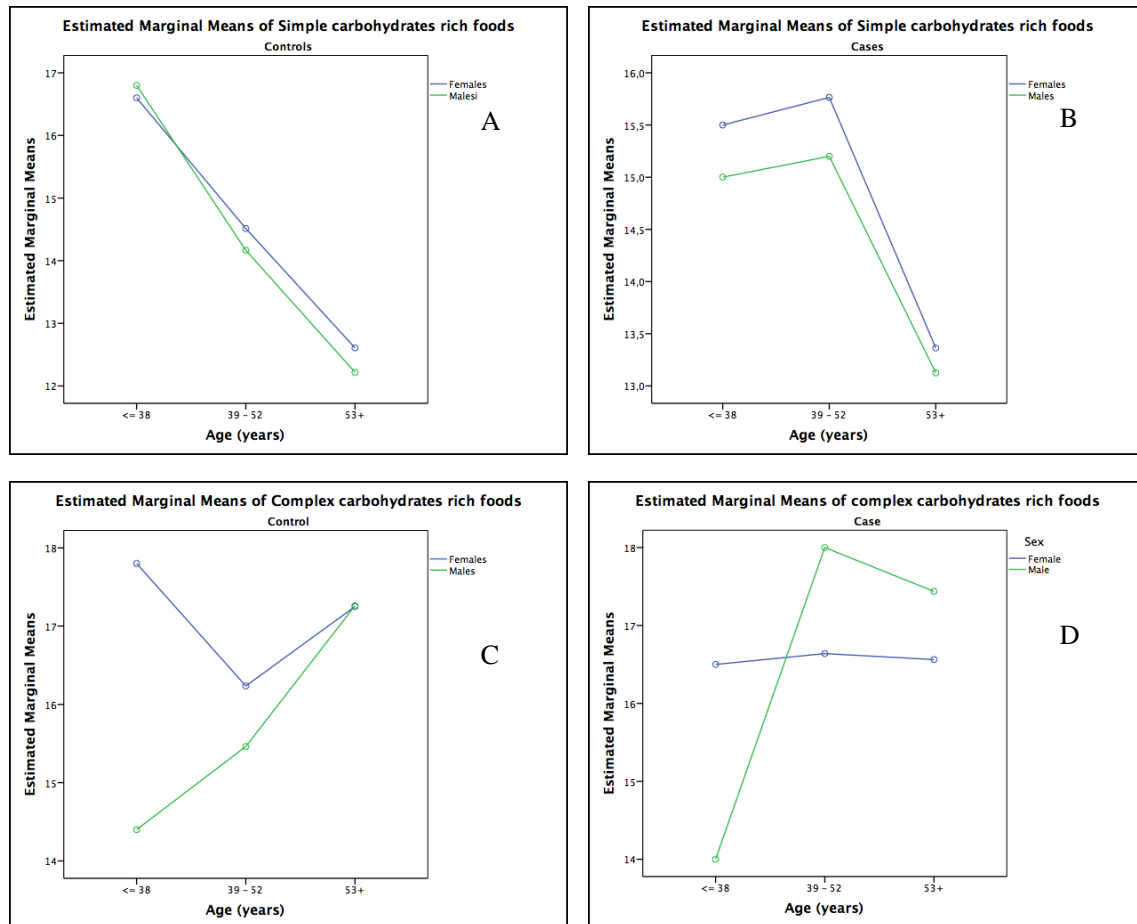 Estimated Marginal Means of Simple carbohydrates rich foods
Controls
Females
Malesi
A
Estimated Marginal Means
17
16
15
14
13
12
<= 38
39 – 52
53+
Age (years)
Estimated Marginal Means of Simple carbohydrates rich foods
Cases
Females
Males
B
Estimated Marginal Means
16,0
15,5
15,0
14,5
14,0
13,5
13,0
<= 38
39 – 52
53+
Age (years)
Estimated Marginal Means of Complex carbohydrates rich foods
Control
Females
Males
C
Estimated Marginal Means
18
17
16
15
14
<= 38
39 – 52
53+
Age (years)
Estimated Marginal Means of complex carbohydrates rich foods
Case
Sex
Female
Male
D
Estimated Marginal Means
18
17
16
15
14
<= 38
39 – 52
53+
Age (years)